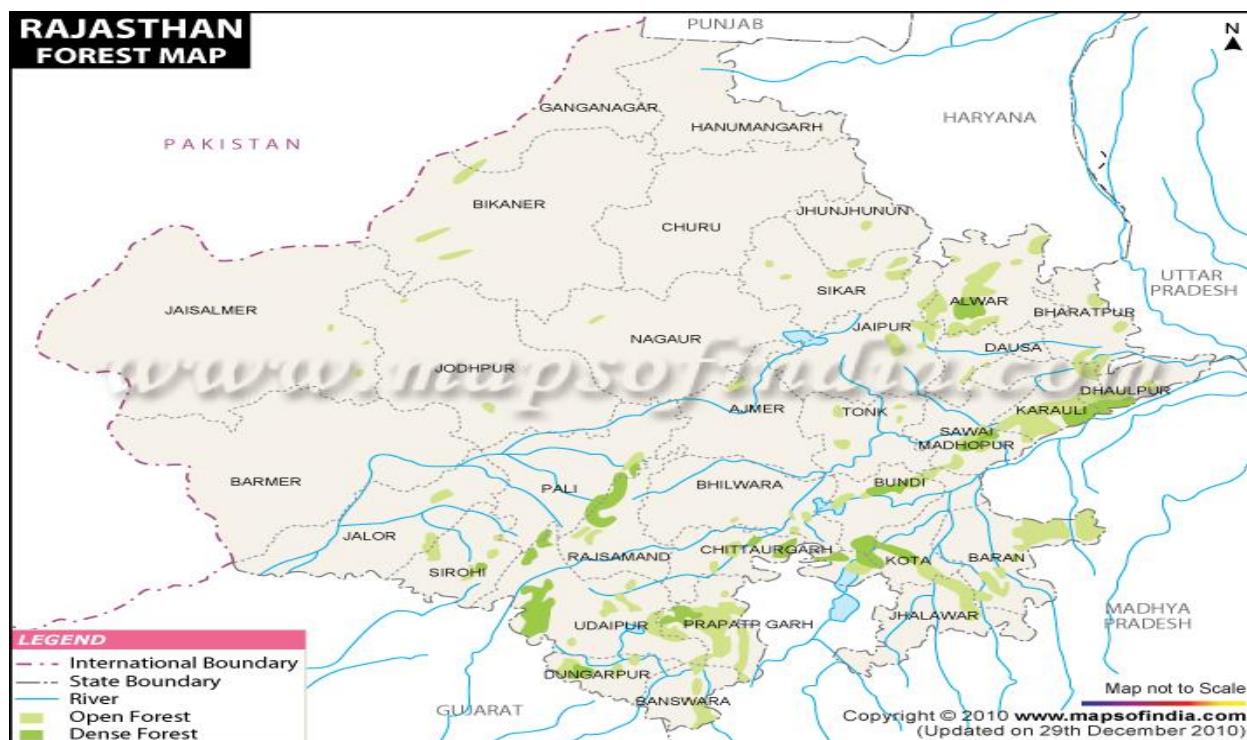 RAJASTHAN
FOREST MAP
PUNJAB
N
PAKISTAN
HARYANA
UTTAR
PRADESH
GANGANAGAR
HANUMANGARH
BIKANER
CHURU
JHUNJHUNUN
SIKAR
ALWAR
BHARATPUR
JAISALMER
JAIPUR
NAGAUR
DAUSA
JODHPUR
www.mapsofindia.com
DHAULPUR
AJMER
TONK
KARAULI
SAWAI
MADHOPUR
BARMER
PALI
BHILWARA
BUNDI
JALOR
RAJSAMAND
CHITTAURGARH
KOTA
BARAN
SIROHI
UDAIPUR
PRAPATP GARH
JHALAWAR
MADHYA
PRADESH
DUNGARPUR
BANSWARA
GUJARAT
LEGEND
International Boundary
State Boundary
River
Open Forest
Dense Forest
Map not to Scale
Copyright © 2010 www.mapsofindia.com
(Updated on 29th December 2010)